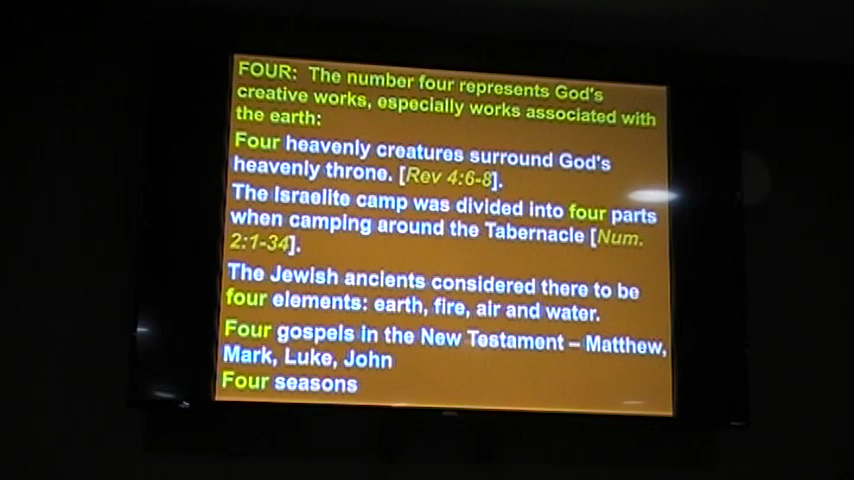 FOUR: The number four represents God's
creative works, especially works associated with
the earth:
Four heavenly creatures surround God's
heavenly throne. [Rev 4:6-8].
The Israelite camp was divided into four parts
when camping around the Tabernacle [Num.
2:1-34].
The Jewish ancients considered there to be
four elements: earth, fire, air and water.
Four gospels in the New Testament – Matthew,
Mark, Luke, John
Four seasons